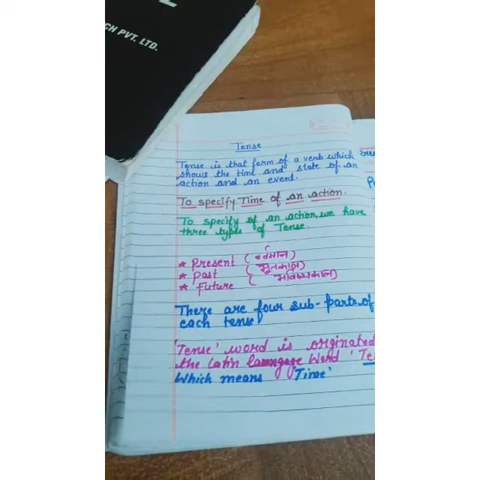 CH PVT. LTD.
Tense
Tense is that form of a verb which
shows the time and state of an
action and an event.
To specify Time of an action.
To specify of an action, we have
three types of Tense.
* Present (वर्तमान)
* Past (भूतकाल)
* Future (भविष्यकाल)
There are four sub-parts of
each tense
'Tense' word is originated
the Latin language Word 'Te
Which means 'Time'